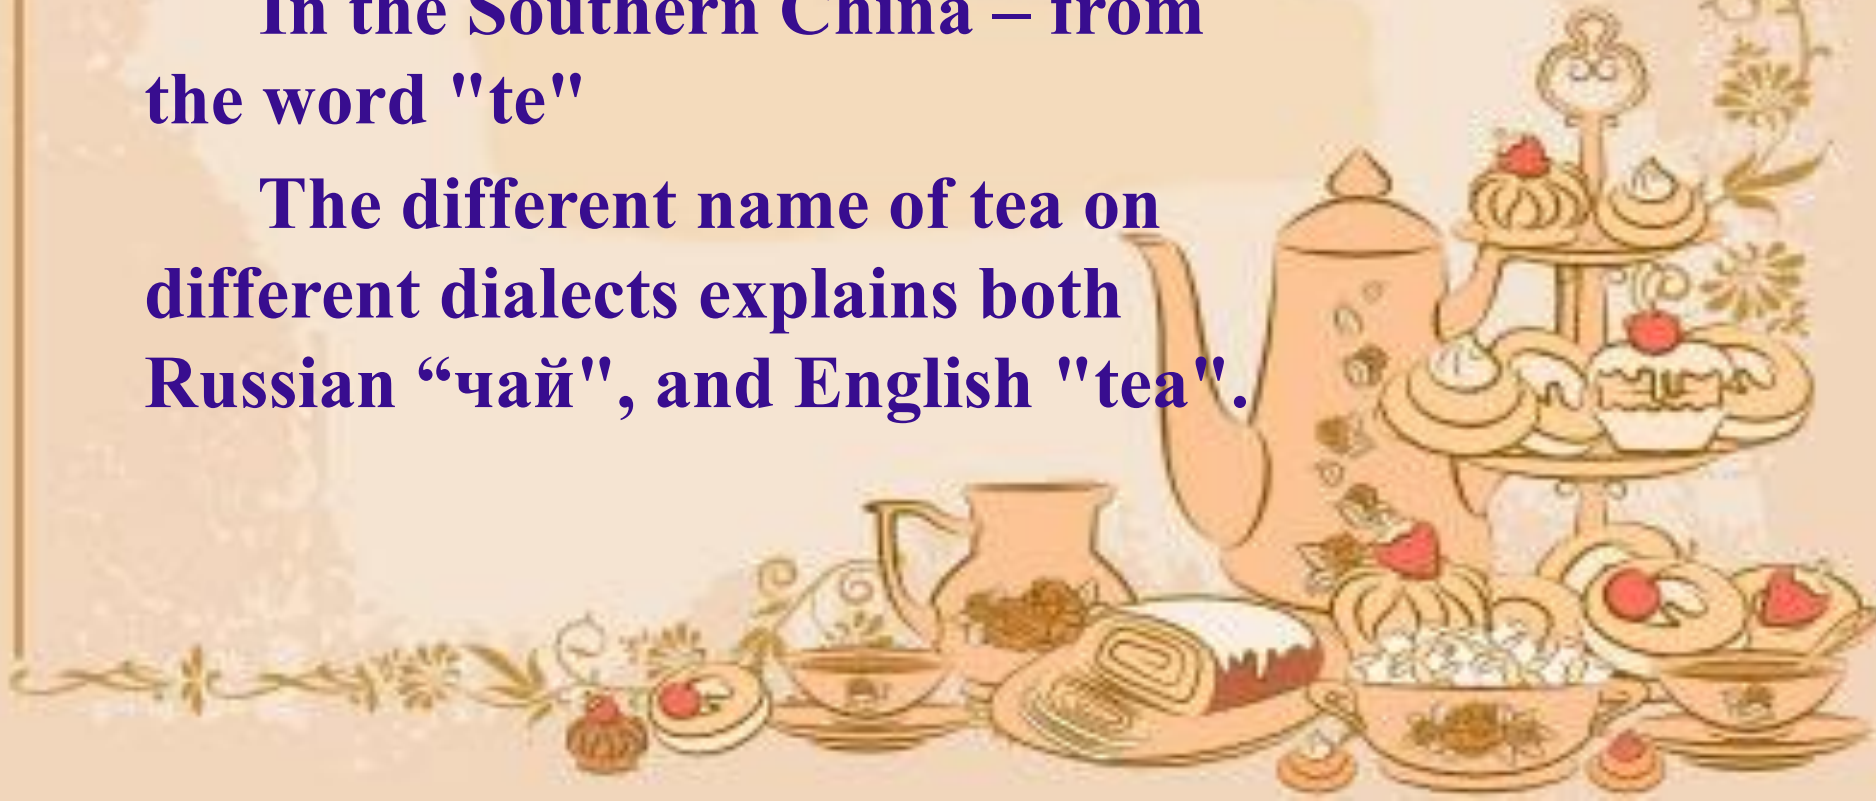 In the Southern China – from
the word "te"
The different name of tea on
different dialects explains both
Russian “чай", and English "tea".